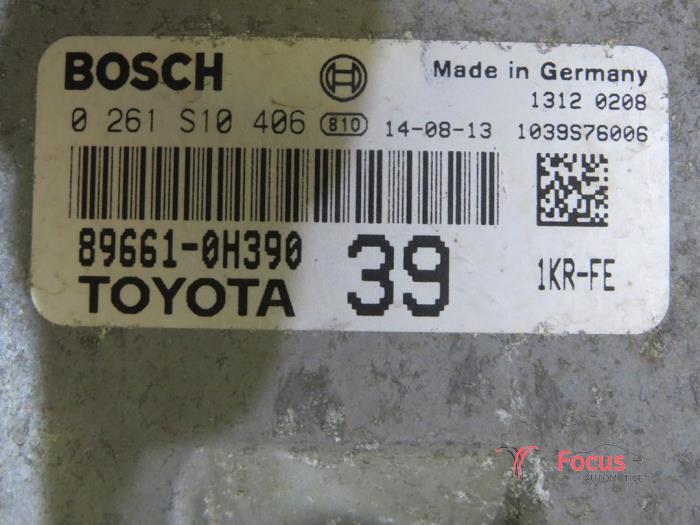 BOSCH
Made in Germany
1312 0208
0 261 S10 406 810 14-08-13 1039S76006
89661-0H390
TOYOTA
39
1KR-FE
Focus
AUTOMOTIVE